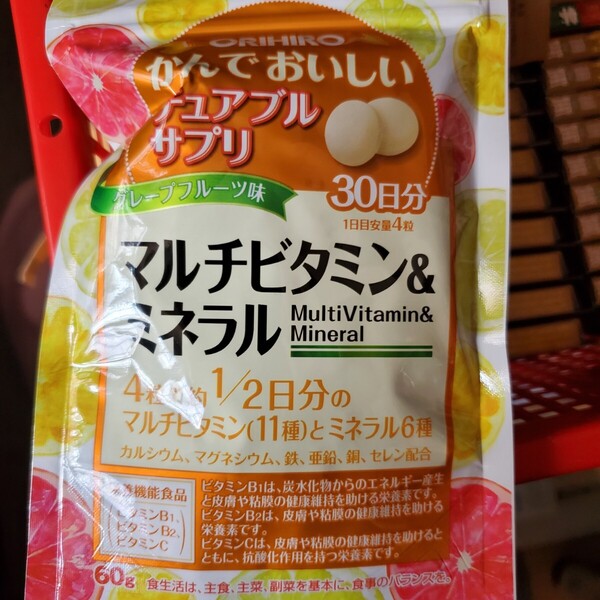 ORIHIRO
かんでおいしい
チュアブル
サプリ
グレープフルーツ味
30日分
1日目安量4粒
マルチビタミン&
ミネラル
MultiVitamin&
Mineral
4粒 約1/2日分の
マルチビタミン(11種)とミネラル6種
カルシウム、マグネシウム、鉄、亜鉛、銅、セレン配合
栄養機能食品
ビタミンB1、
ビタミンB2、
ビタミンC
ビタミンB1は、炭水化物からのエネルギー産生
と皮膚や粘膜の健康維持を助ける栄養素です。
ビタミンB2は、皮膚や粘膜の健康維持を助ける
栄養素です。
ビタミンCは、皮膚や粘膜の健康維持を助けると
ともに、抗酸化作用を持つ栄養素です。
60g
食生活は、主食、主菜、副菜を基本に、食事のバランスを。